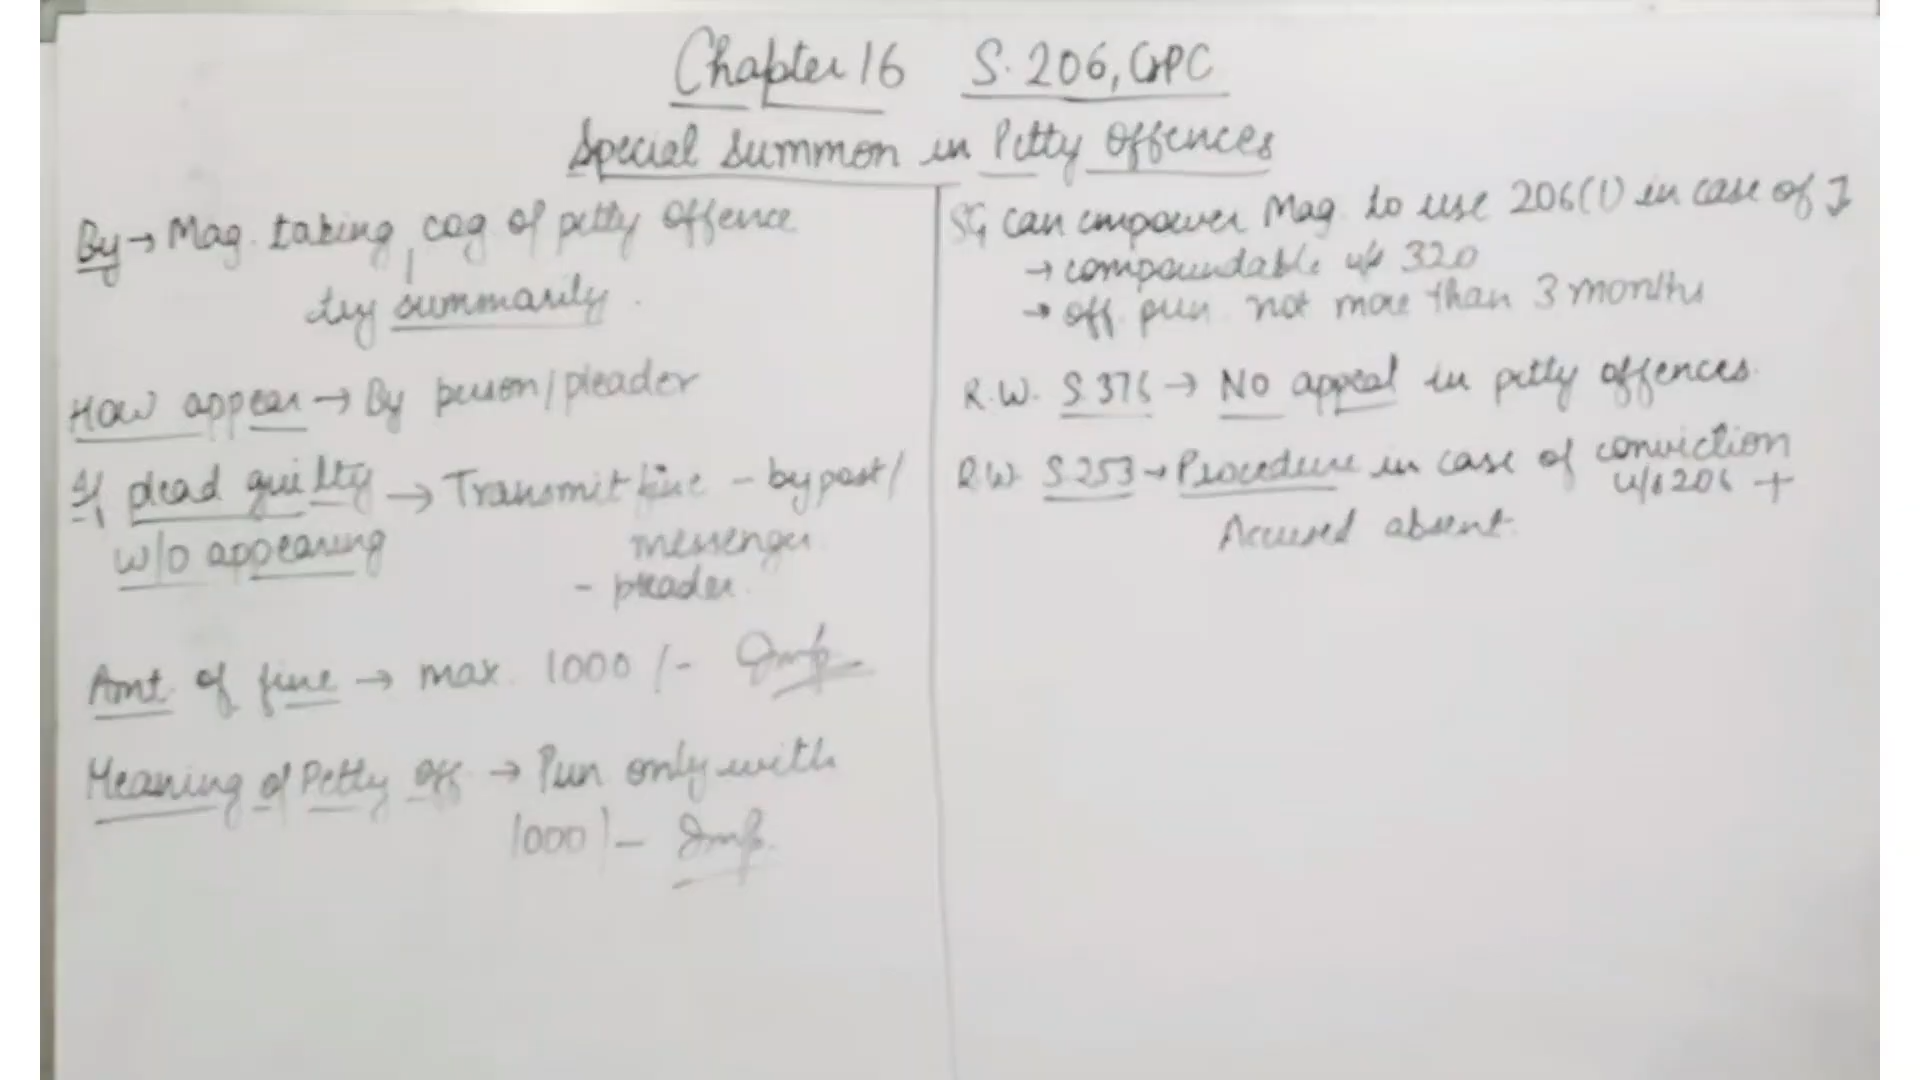 Chapter 16 S. 206, CrPC
Special Summon in Petty Offences
By → Mag. taking cog of petty offence
try summarily.
How appear → By person/pleader
If plead guilty → Transmit fine - by post/
w/o appearing messenger
- pleader.
Amt. of fine → max. 1000/- Imp
Meaning of Petty off → Pun only with
1000/- Imp.
SG can empower Mag. to use 206(1) in case of
→ compoundable u/s 320
→ off. pun. not more than 3 months
R.W. S.376 → No appeal in petty offences.
R.W. S 253 → Procedure in case of conviction
u/s 206 +
Accused absent.